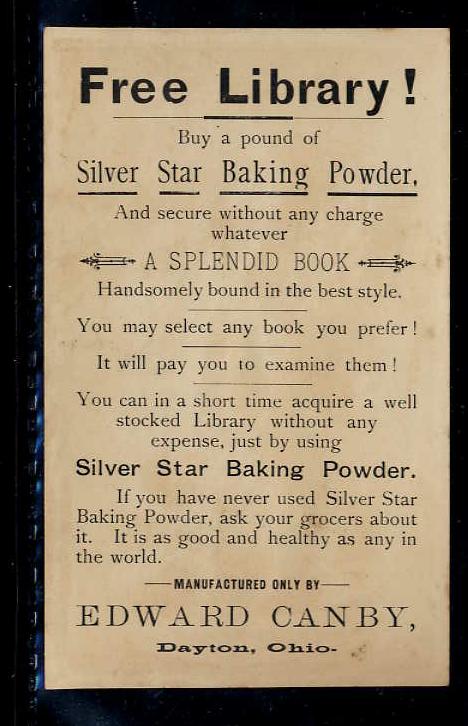 Free Library!
Buy a pound of
Silver Star Baking Powder,
And secure without any charge
whatever
A SPLENDID BOOK
Handsomely bound in the best style.
You may select any book you prefer!
It will pay you to examine them!
You can in a short time acquire a well
stocked Library without any
expense, just by using
Silver Star Baking Powder.
If you have never used Silver Star
Baking Powder, ask your grocers about
it. It is as good and healthy as any in
the world.
MANUFACTURED ONLY BY
EDWARD CANBY,
Dayton, Ohio-